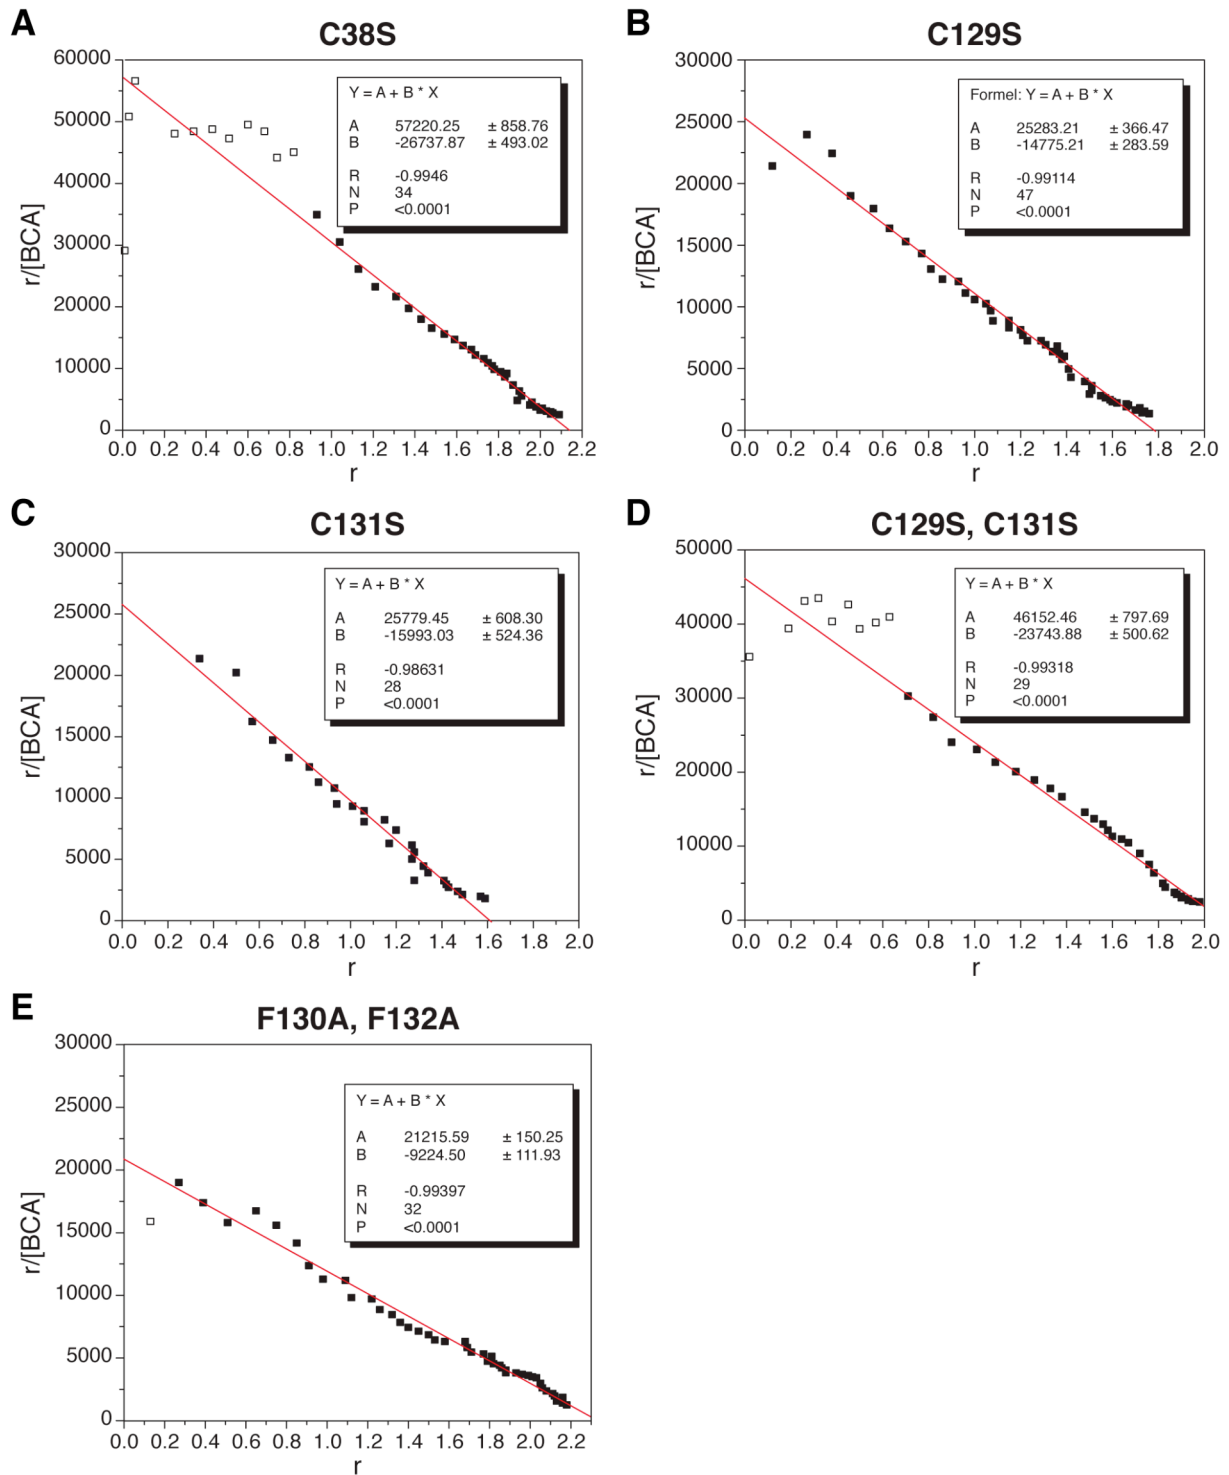 A
C38S
60000
50000
40000
30000
20000
10000
0
r/[BCA]
Y = A + B * X
A 57220.25 ± 858.76
B -26737.87 ± 493.02
R -0.9946
N 34
P <0.0001
0.0 0.2 0.4 0.6 0.8 1.0 1.2 1.4 1.6 1.8 2.0 2.2
r
B
C129S
30000
25000
20000
15000
10000
5000
0
r/[BCA]
Formel: Y = A + B * X
A 25283.21 ± 366.47
B -14775.21 ± 283.59
R -0.99114
N 47
P <0.0001
0.0 0.2 0.4 0.6 0.8 1.0 1.2 1.4 1.6 1.8 2.0
r
C
C131S
30000
25000
20000
15000
10000
5000
0
r/[BCA]
Y = A + B * X
A 25779.45 ± 608.30
B -15993.03 ± 524.36
R -0.98631
N 28
P <0.0001
0.0 0.2 0.4 0.6 0.8 1.0 1.2 1.4 1.6 1.8 2.0
r
D
C129S, C131S
50000
40000
30000
20000
10000
0
r/[BCA]
Y = A + B * X
A 46152.46 ± 797.69
B -23743.88 ± 500.62
R -0.99318
N 29
P <0.0001
0.0 0.2 0.4 0.6 0.8 1.0 1.2 1.4 1.6 1.8 2.0
r
E
F130A, F132A
30000
25000
20000
15000
10000
5000
0
r/[BCA]
Y = A + B * X
A 21215.59 ± 150.25
B -9224.50 ± 111.93
R -0.99397
N 32
P <0.0001
0.0 0.2 0.4 0.6 0.8 1.0 1.2 1.4 1.6 1.8 2.0 2.2
r